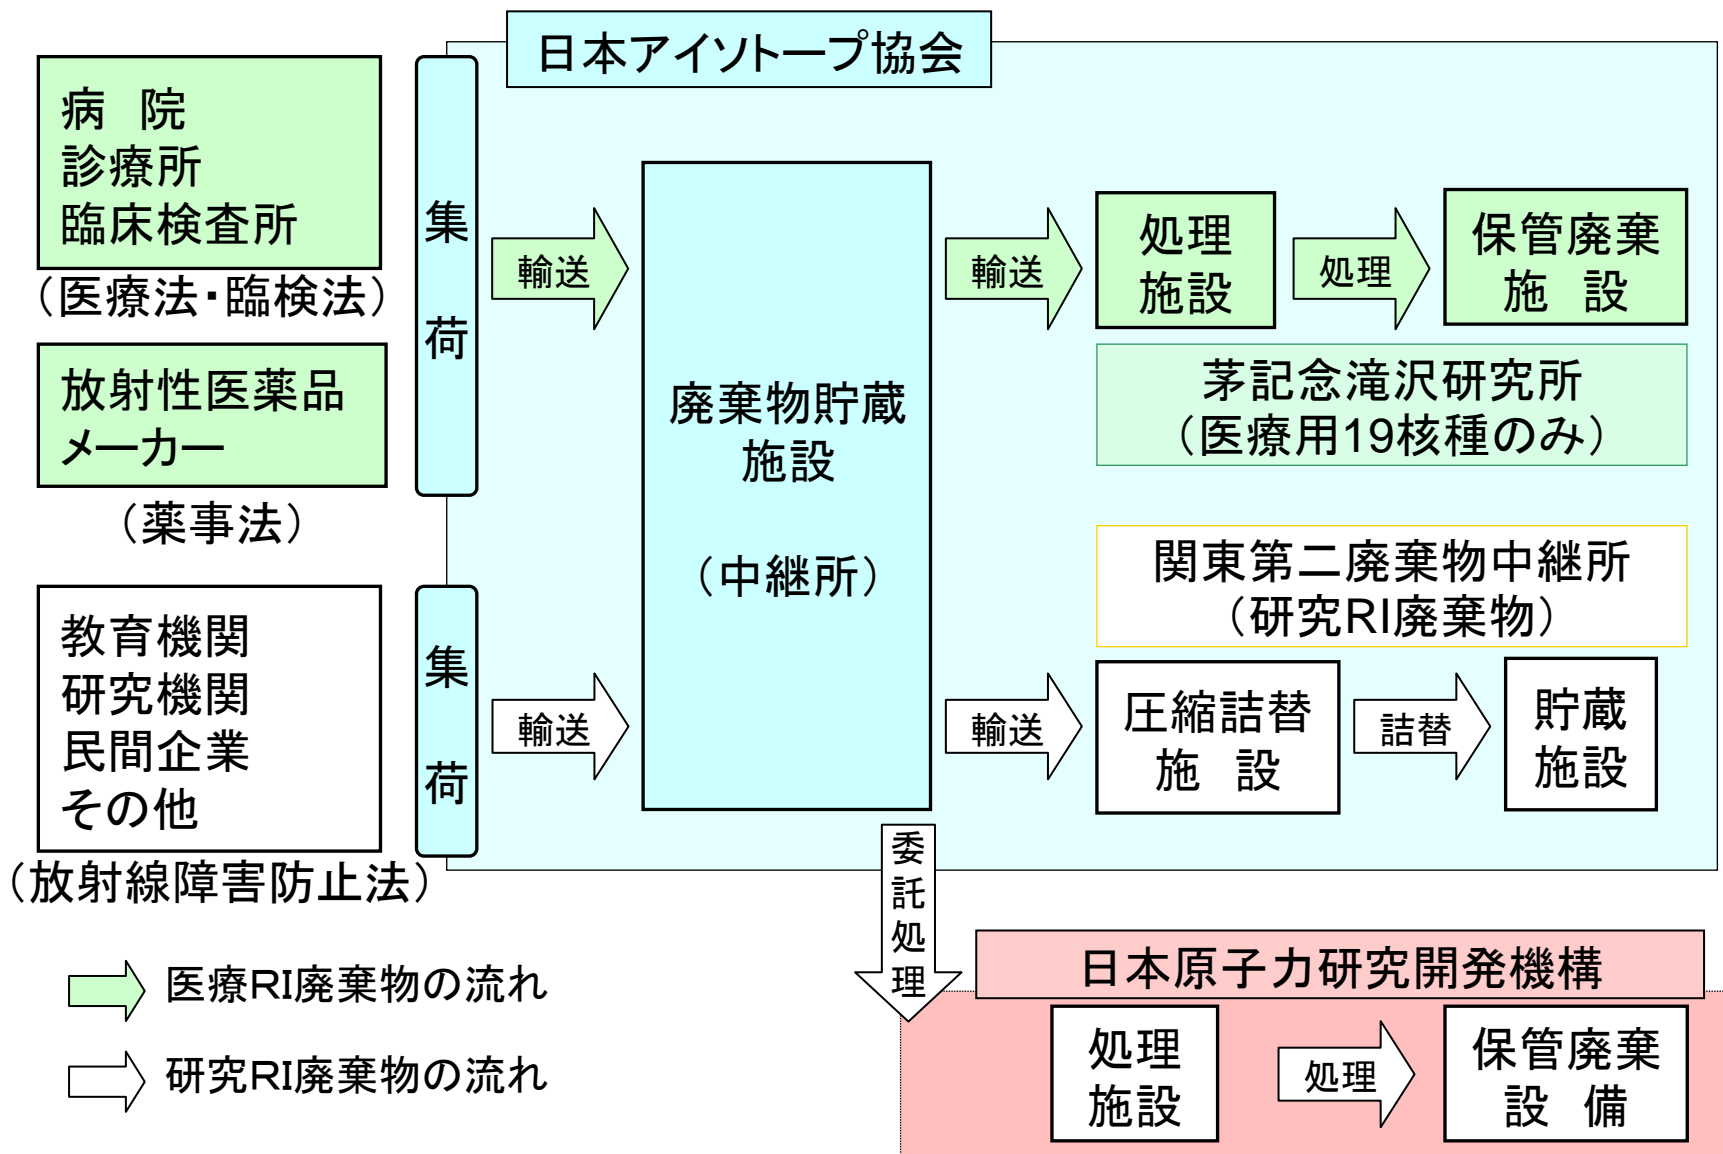 日本アイソトープ協会
病　院
診療所
臨床検査所
（医療法・臨検法）
放射性医薬品
メーカー
（薬事法）
教育機関
研究機関
民間企業
その他
（放射線障害防止法）
集
荷
集
荷
輸送
輸送
廃棄物貯蔵
施設
（中継所）
輸送
処理
施設
処理
保管廃棄
施　設
茅記念滝沢研究所
（医療用19核種のみ）
関東第二廃棄物中継所
（研究RI廃棄物）
輸送
圧縮詰替
施　設
詰替
貯蔵
施設
委
託
処
理
日本原子力研究開発機構
処理
施設
処理
保管廃棄
設　備
医療RI廃棄物の流れ
研究RI廃棄物の流れ